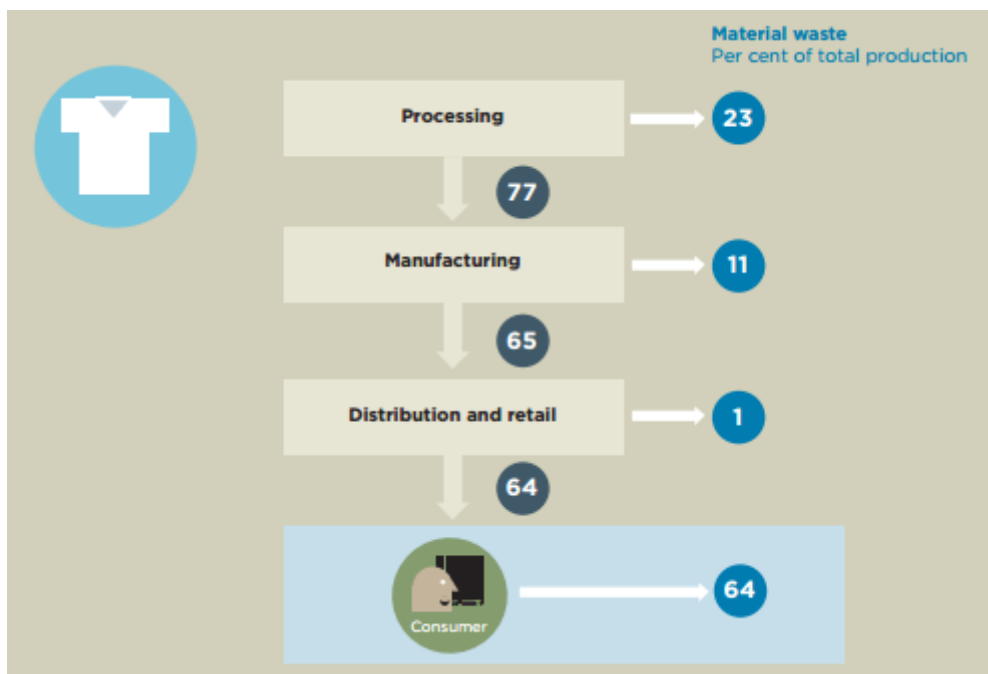 Material waste
Per cent of total production
Processing
23
77
Manufacturing
11
65
Distribution and retail
1
64
Consumer
64